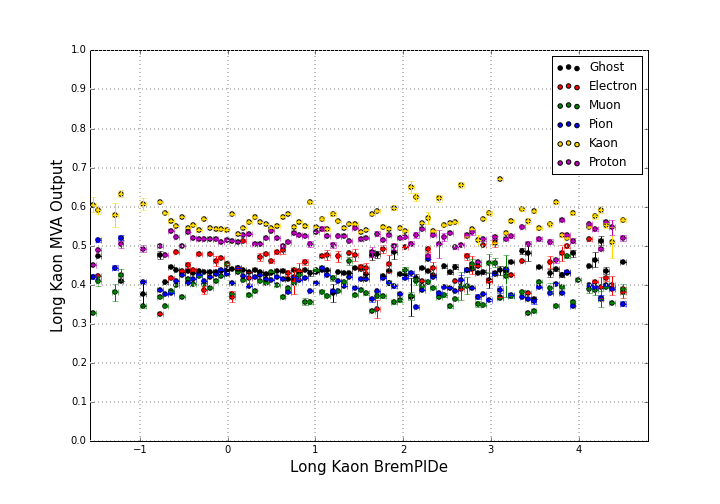 1.0
0.9
0.8
0.7
0.6
0.5
0.4
0.3
0.2
0.1
0.0
Long Kaon MVA Output
Ghost
Electron
Muon
Pion
Kaon
Proton
−1
0
1
2
3
4
Long Kaon BremPIDe